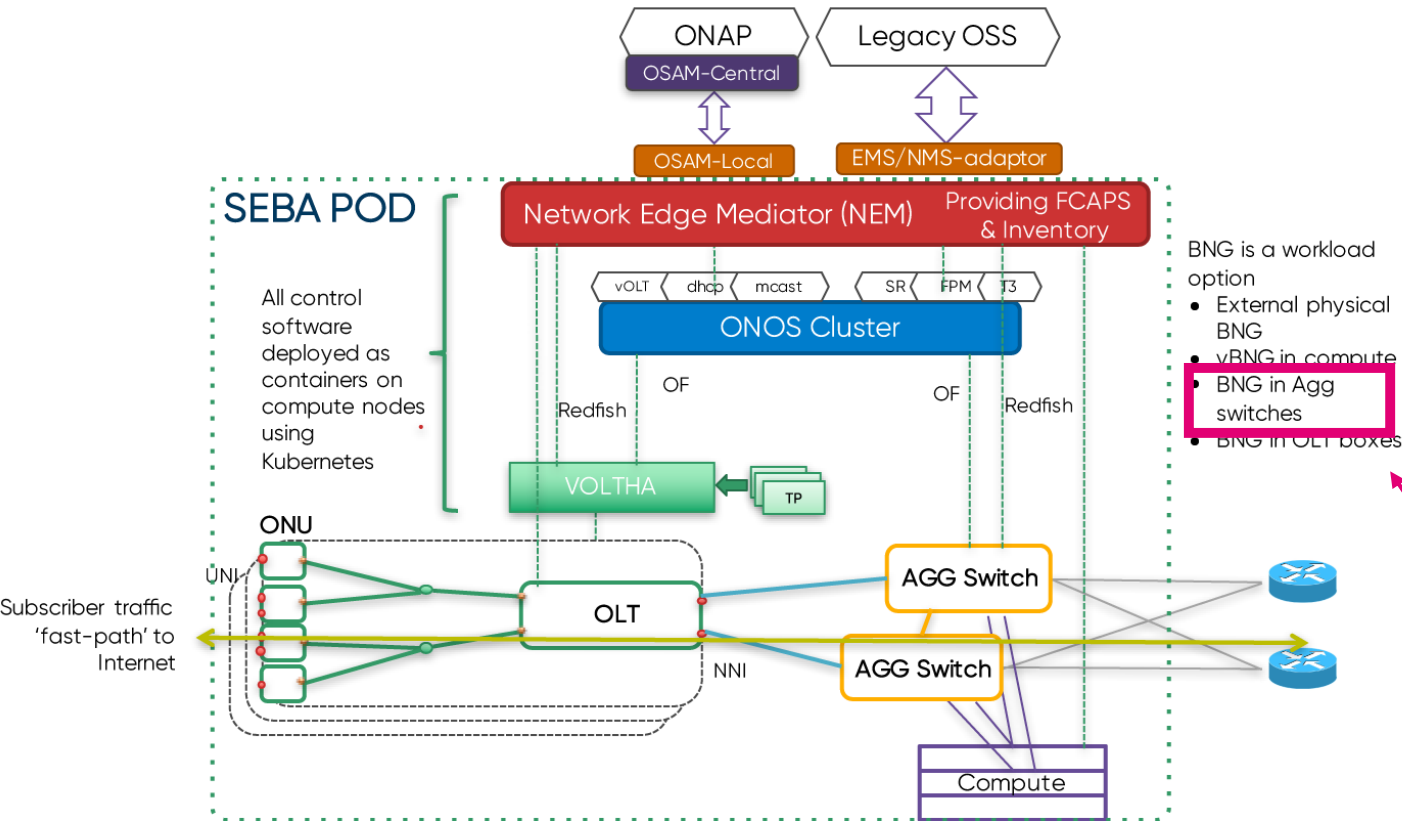 ONAP
Legacy OSS
OSAM-Central
OSAM-Local
EMS/NMS-adaptor
SEBA POD
Network Edge Mediator (NEM)
Providing FCAPS
& Inventory
BNG is a workload
option
External physical
BNG
vBNG in compute
BNG in Agg
switches
BNG in OLT boxes
vOLT
dhcp
mcast
SR
FPM
T3
ONOS Cluster
All control
software
deployed as
containers on
compute nodes
using
Kubernetes
OF
OF
Redfish
Redfish
VOLTHA
TP
ONU
UNI
OLT
AGG Switch
AGG Switch
Subscriber traffic
‘fast-path’ to
Internet
NNI
Compute